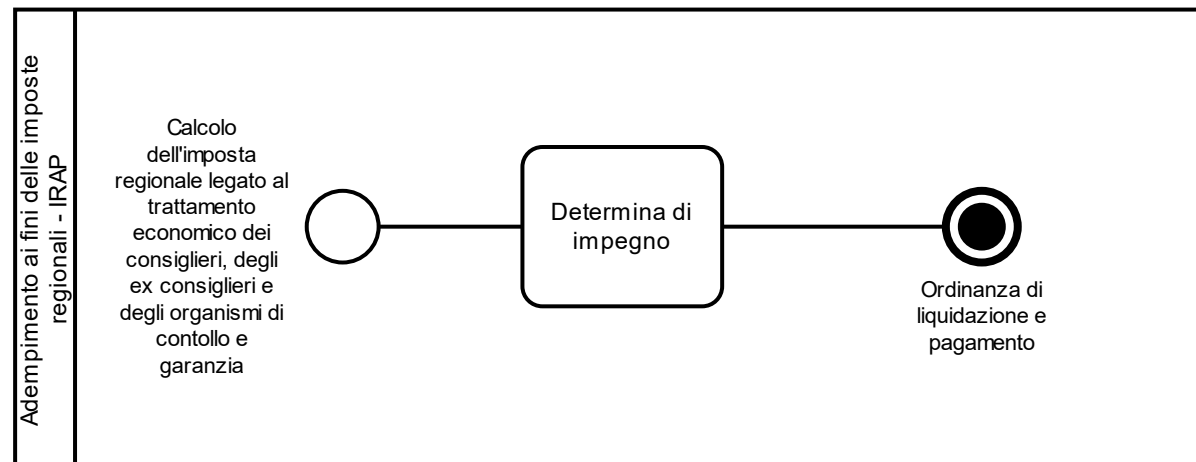 Adempimento ai fini delle imposte
regionali - IRAP
Calcolo
dell'imposta
regionale legato al
trattamento
economico dei
consiglieri, degli
ex consiglieri e
degli organismi di
contollo e
garanzia
Determina di
impegno
Ordinanza di
liquidazione e
pagamento